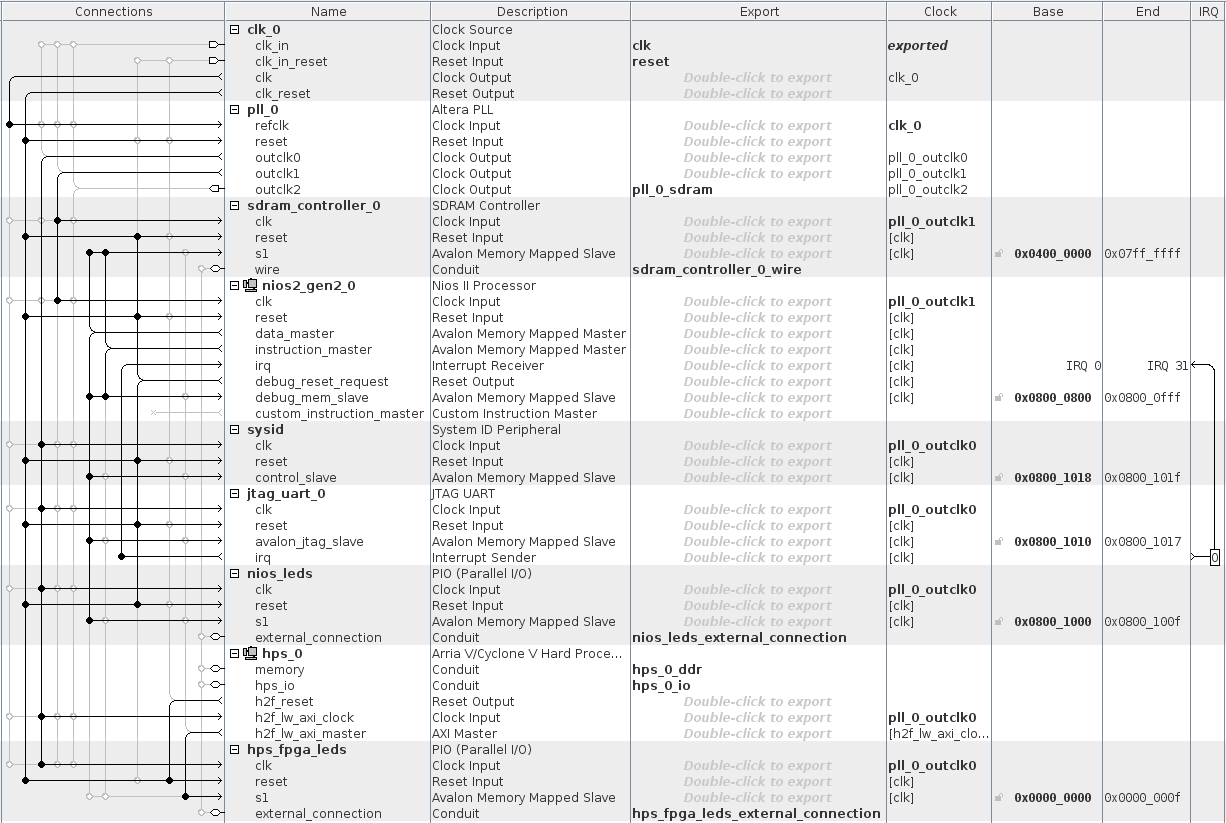 Connections Name Description Export Clock Base End IRQ
clk_0 Clock Source
clk_in Clock Input clk exported
clk_in_reset Reset Input reset
clk Clock Output Double-click to export clk_0
clk_reset Reset Output Double-click to export
pll_0 Altera PLL
refclk Clock Input Double-click to export clk_0
reset Reset Input Double-click to export
outclk0 Clock Output Double-click to export pll_0_outclk0
outclk1 Clock Output Double-click to export pll_0_outclk1
outclk2 Clock Output pll_0_sdram pll_0_outclk2
sdram_controller_0 SDRAM Controller
clk Clock Input Double-click to export pll_0_outclk1
reset Reset Input Double-click to export [clk]
s1 Avalon Memory Mapped Slave Double-click to export [clk] 0x0400_0000 0x07ff_ffff
wire Conduit sdram_controller_0_wire
nios2_gen2_0 Nios II Processor
clk Clock Input Double-click to export pll_0_outclk1
reset Reset Input Double-click to export [clk]
data_master Avalon Memory Mapped Master Double-click to export [clk]
instruction_master Avalon Memory Mapped Master Double-click to export [clk]
irq Interrupt Receiver Double-click to export [clk] IRQ 0 IRQ 31
debug_reset_request Reset Output Double-click to export [clk]
debug_mem_slave Avalon Memory Mapped Slave Double-click to export [clk] 0x0800_0800 0x0800_0fff
custom_instruction_master Custom Instruction Master Double-click to export
sysid System ID Peripheral
clk Clock Input Double-click to export pll_0_outclk0
reset Reset Input Double-click to export [clk]
control_slave Avalon Memory Mapped Slave Double-click to export [clk] 0x0800_1018 0x0800_101f
jtag_uart_0 JTAG UART
clk Clock Input Double-click to export pll_0_outclk0
reset Reset Input Double-click to export [clk]
avalon_jtag_slave Avalon Memory Mapped Slave Double-click to export [clk] 0x0800_1010 0x0800_1017
irq Interrupt Sender Double-click to export [clk] 0
nios_leds PIO (Parallel I/O)
clk Clock Input Double-click to export pll_0_outclk0
reset Reset Input Double-click to export [clk]
s1 Avalon Memory Mapped Slave Double-click to export [clk] 0x0800_1000 0x0800_100f
external_connection Conduit nios_leds_external_connection
hps_0 Arria V/Cyclone V Hard Proce...
memory Conduit hps_0_ddr
hps_io Conduit hps_0_io
h2f_reset Reset Output Double-click to export
h2f_lw_axi_clock Clock Input Double-click to export pll_0_outclk0
h2f_lw_axi_master AXI Master Double-click to export [h2f_lw_axi_clo...
hps_fpga_leds PIO (Parallel I/O)
clk Clock Input Double-click to export pll_0_outclk0
reset Reset Input Double-click to export [clk]
s1 Avalon Memory Mapped Slave Double-click to export [clk] 0x0000_0000 0x0000_000f
external_connection Conduit hps_fpga_leds_external_connection